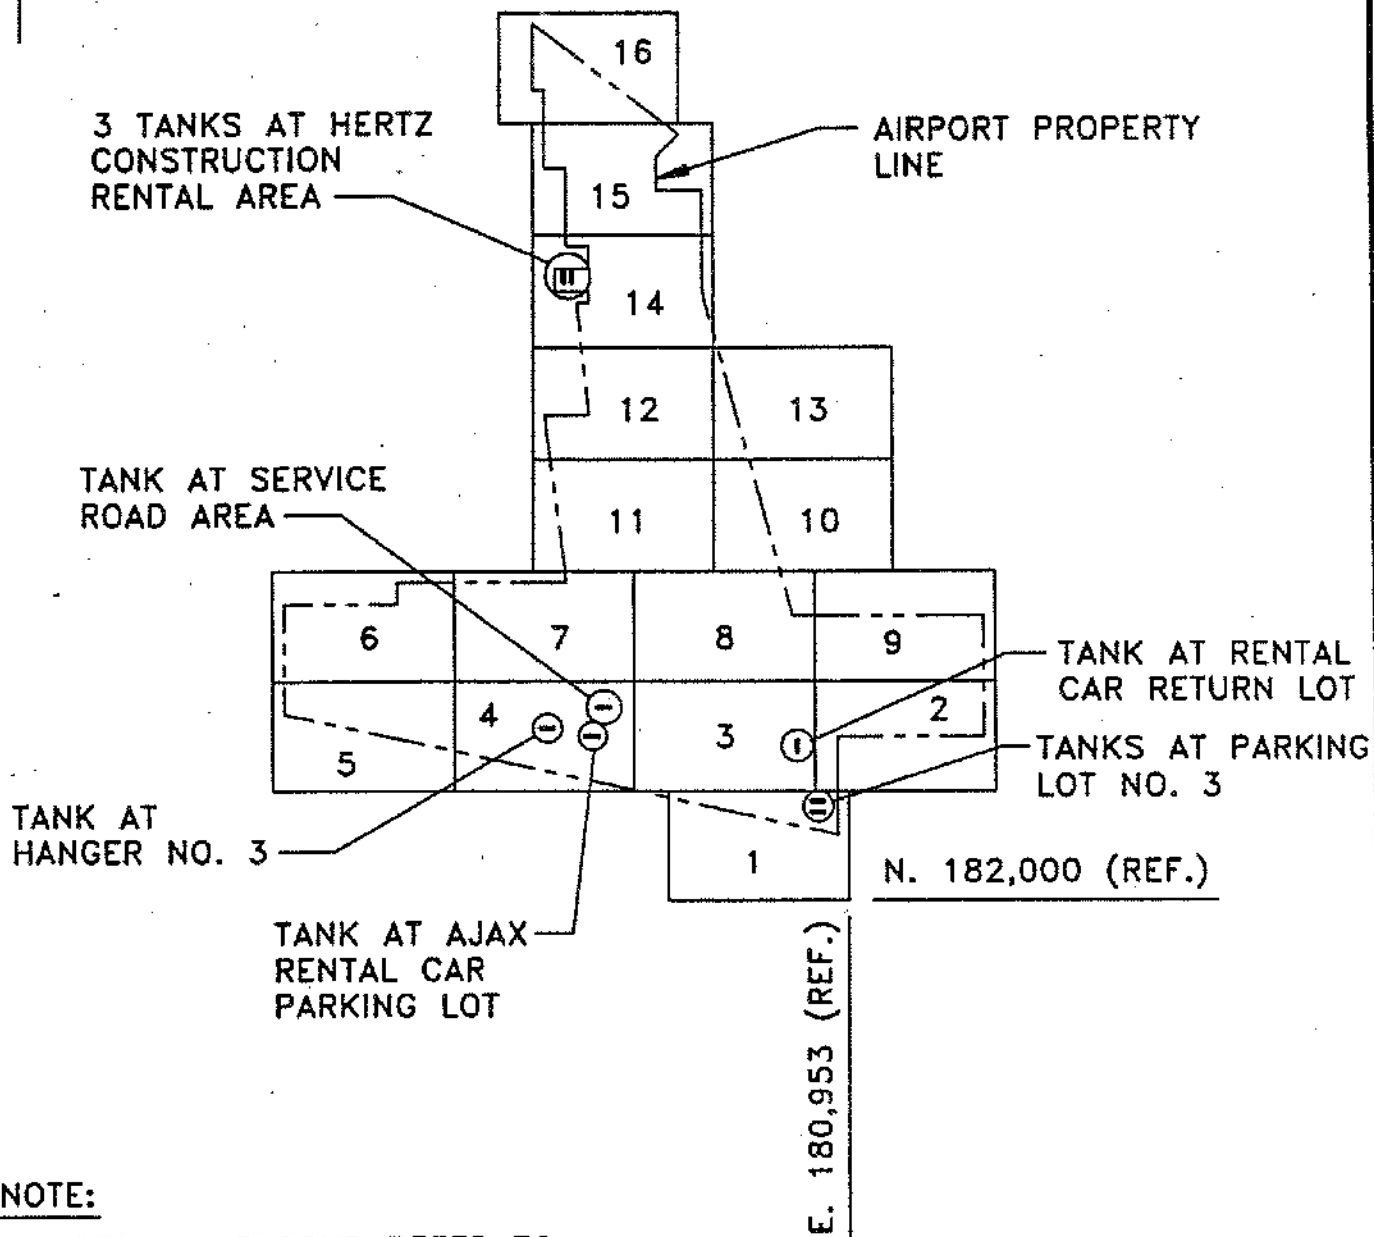 16
3 TANKS AT HERTZ
CONSTRUCTION
RENTAL AREA
AIRPORT PROPERTY
LINE
15
14
12
13
TANK AT SERVICE
ROAD AREA
11
10
6
7
8
9
TANK AT RENTAL
CAR RETURN LOT
4
3
2
5
TANKS AT PARKING
LOT NO. 3
TANK AT
HANGER NO. 3
1
N. 182,000 (REF.)
TANK AT AJAX
RENTAL CAR
PARKING LOT
E. 180,953 (REF.)
NOTE: